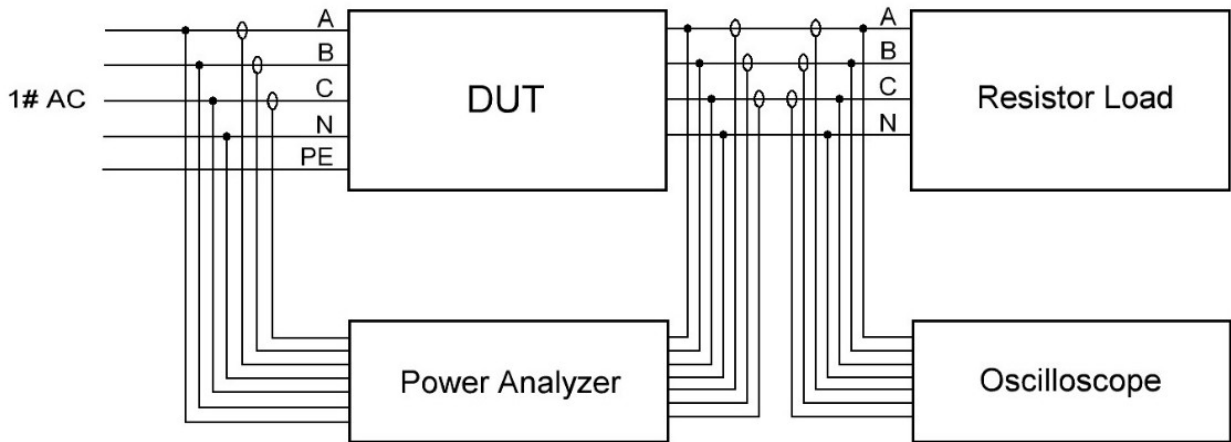 A
B
C
N
PE
1# AC
DUT
A
B
C
N
Resistor Load
Power Analyzer
Oscilloscope